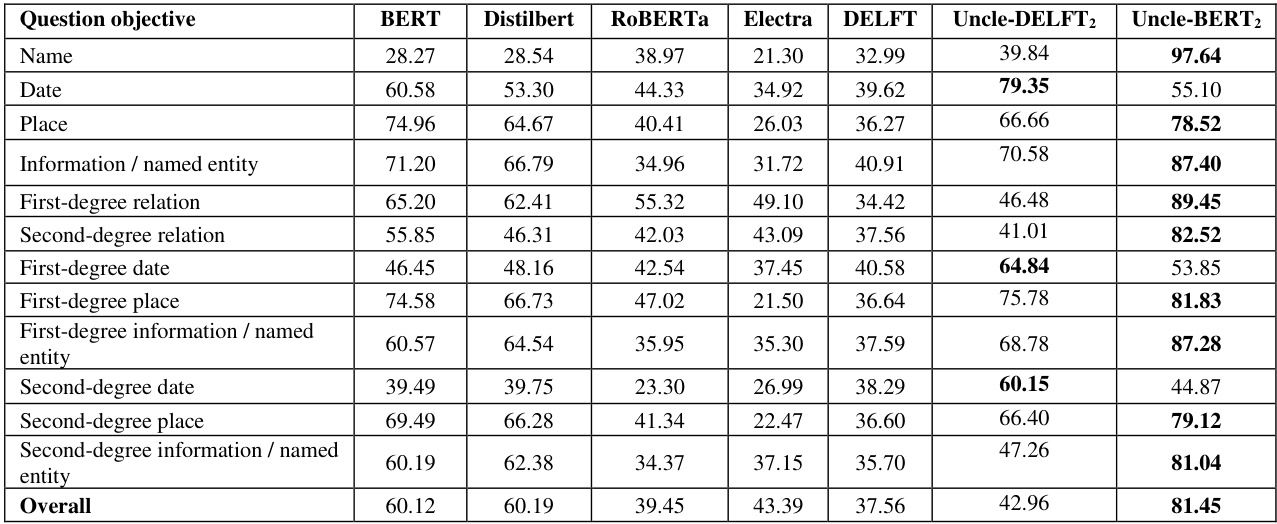 Question objective BERT Distilbert RoBERTa Electra DELFT Uncle-DELFT₂ Uncle-BERT₂
Name 28.27 28.54 38.97 21.30 32.99 39.84 97.64
Date 60.58 53.30 44.33 34.92 39.62 79.35 55.10
Place 74.96 64.67 40.41 26.03 36.27 66.66 78.52
Information / named entity 71.20 66.79 34.96 31.72 40.91 70.58 87.40
First-degree relation 65.20 62.41 55.32 49.10 34.42 46.48 89.45
Second-degree relation 55.85 46.31 42.03 43.09 37.56 41.01 82.52
First-degree date 46.45 48.16 42.54 37.45 40.58 64.84 53.85
First-degree place 74.58 66.73 47.02 21.50 36.64 75.78 81.83
First-degree information / named
entity 60.57 64.54 35.95 35.30 37.59 68.78 87.28
Second-degree date 39.49 39.75 23.30 26.99 38.29 60.15 44.87
Second-degree place 69.49 66.28 41.34 22.47 36.60 66.40 79.12
Second-degree information / named
entity 60.19 62.38 34.37 37.15 35.70 47.26 81.04
Overall 60.12 60.19 39.45 43.39 37.56 42.96 81.45